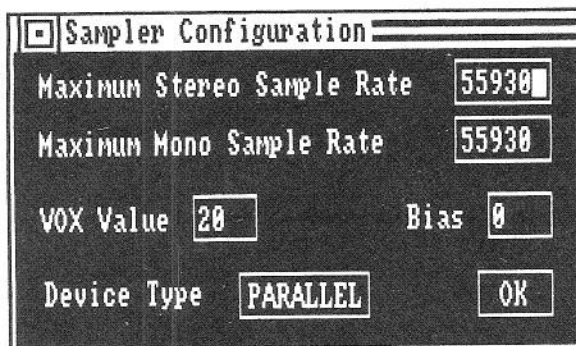 Sampler Configuration
Maximum Stereo Sample Rate 55930
Maximum Mono Sample Rate 55930
VOX Value 20 Bias 0
Device Type PARALLEL OK